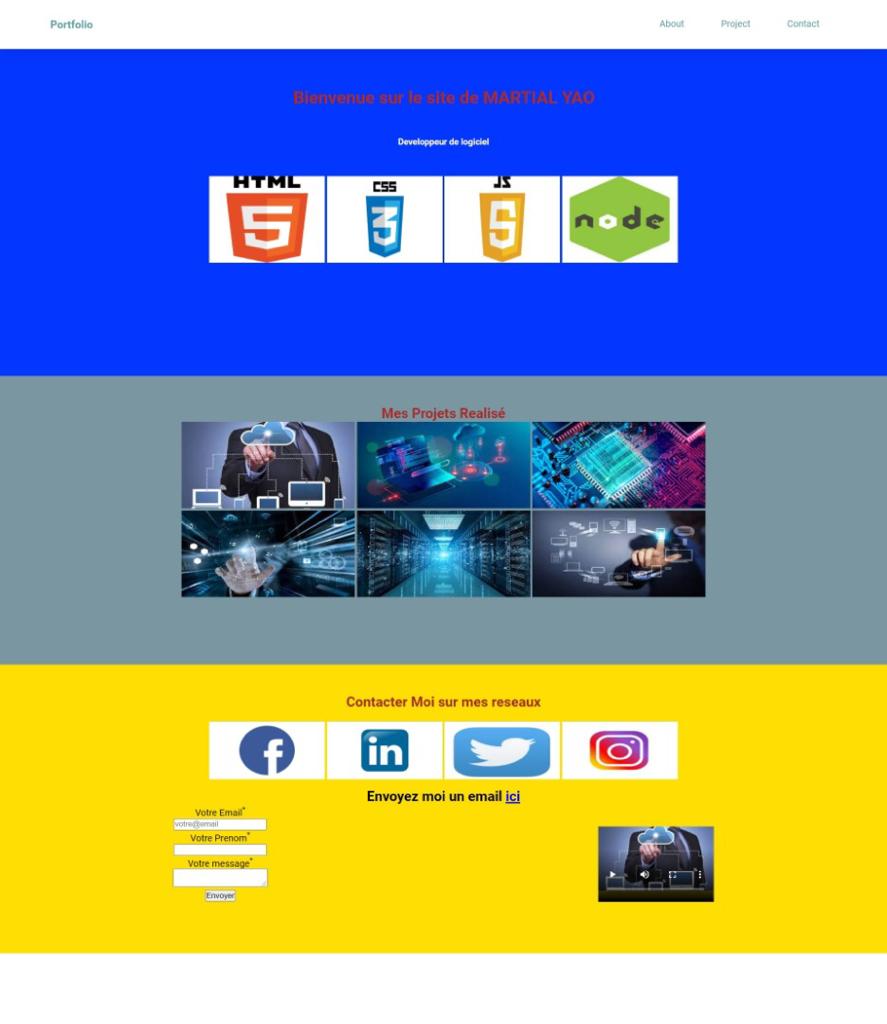 Portfolio About Project Contact
Bienvenue sur le site de MARTIAL YAO
Developpeur de logiciel
HTML CSS JS
5 3 5 node
Mes Projets Realisé
Contacter Moi sur mes reseaux
f in
Envoyez moi un email ici
Votre Email*
votre@email
Votre Prenom*
Votre message*
Envoyer